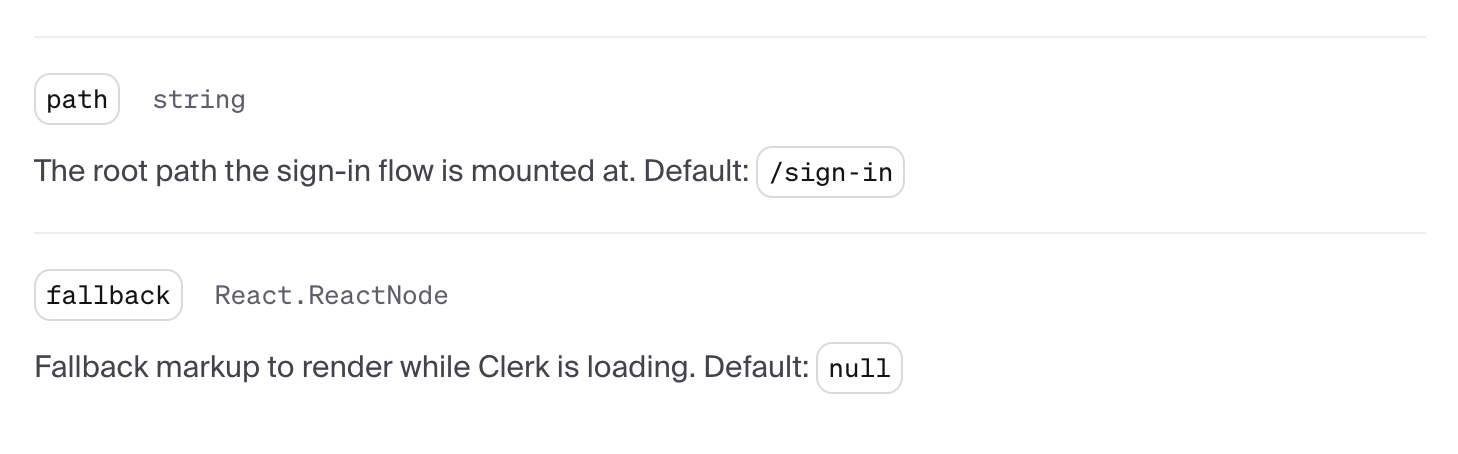 path string
The root path the sign-in flow is mounted at. Default: /sign-in
fallback React.ReactNode
Fallback markup to render while Clerk is loading. Default: null